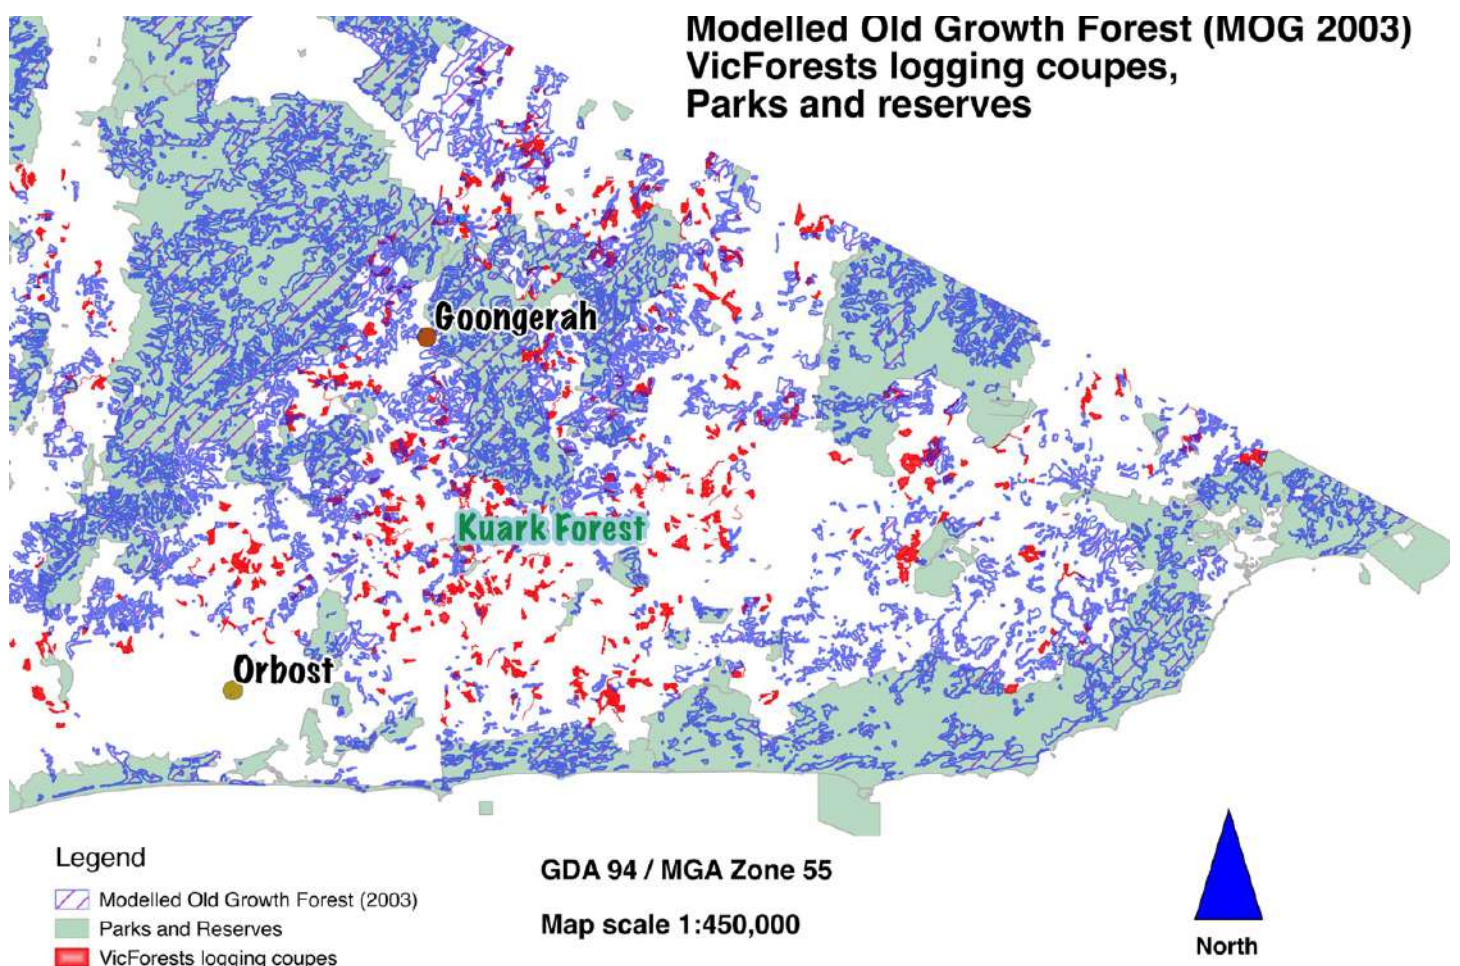 Modelled Old Growth Forest (MOG 2003)
VicForests logging coupes,
Parks and reserves
Goongerah
Kuark Forest
Orbost
Legend
Modelled Old Growth Forest (2003)
Parks and Reserves
VicForests logging coupes
GDA 94 / MGA Zone 55
Map scale 1:450,000
North